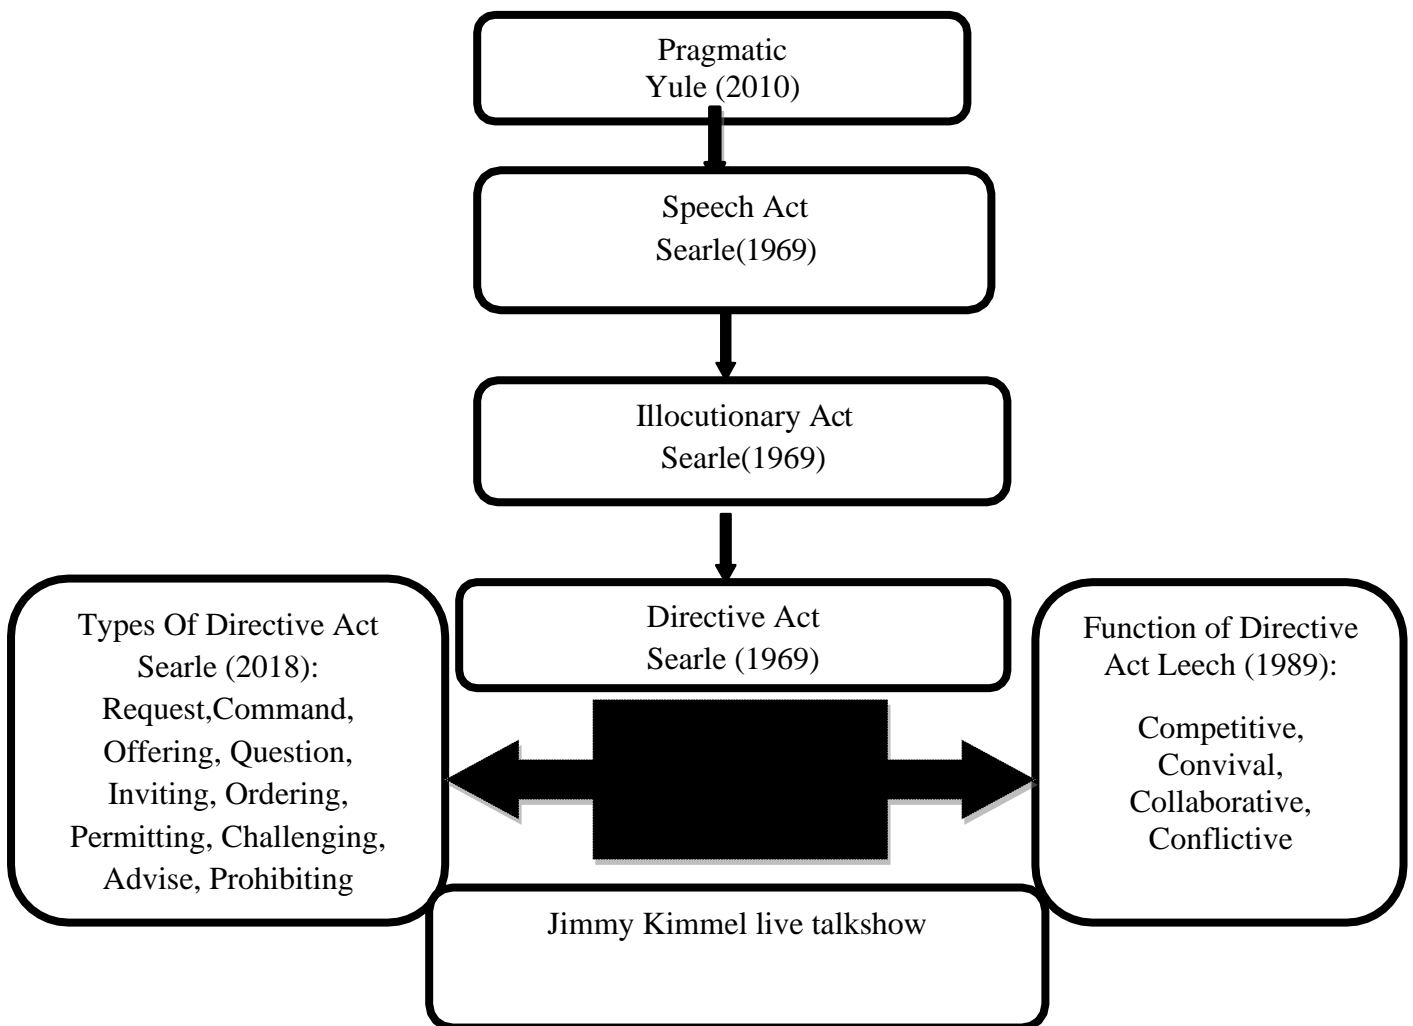 Pragmatic
Yule (2010)
Speech Act
Searle(1969)
Illocutionary Act
Searle(1969)
Directive Act
Searle (1969)
Types Of Directive Act
Searle (2018):
Request,Command,
Offering, Question,
Inviting, Ordering,
Permitting, Challenging,
Advise, Prohibiting
Function of Directive
Act Leech (1989):
Competitive,
Convival,
Collaborative,
Conflictive
Jimmy Kimmel live talkshow